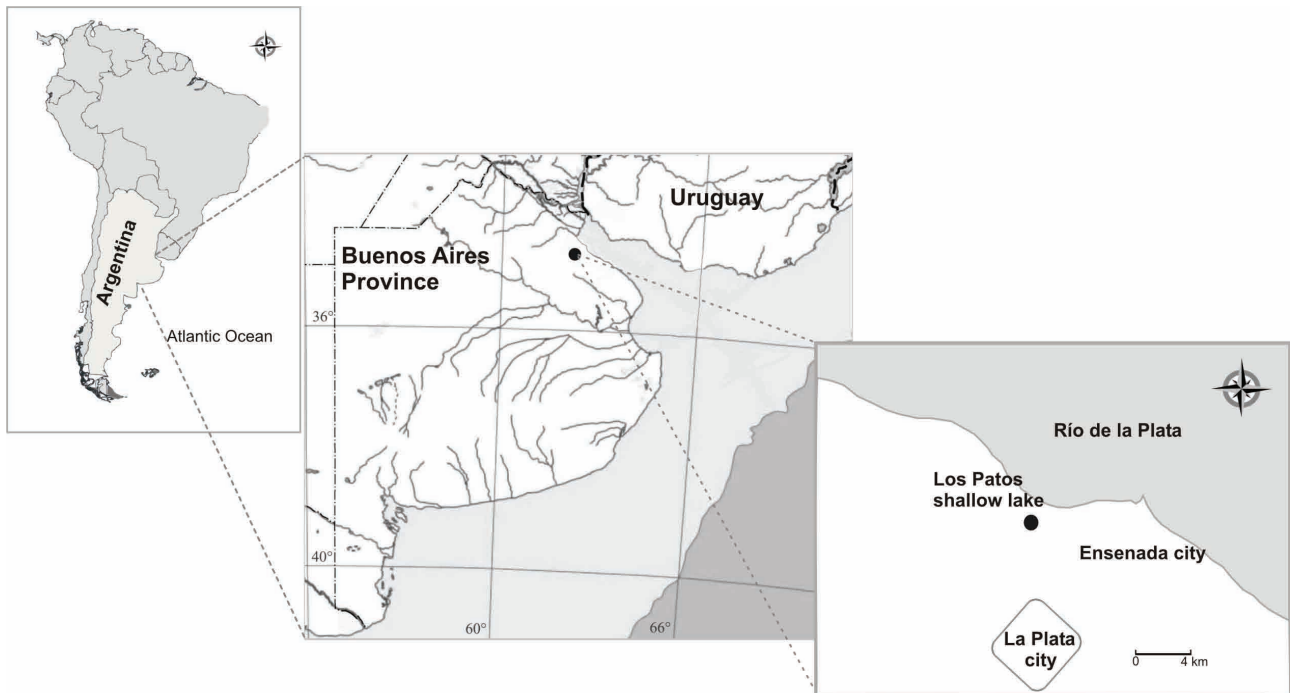 Argentina
Atlantic Ocean
Uruguay
Buenos Aires
Province
36°
40°
60°
66°
Río de la Plata
Los Patos
shallow lake
Ensenada city
La Plata
city
0 4 km